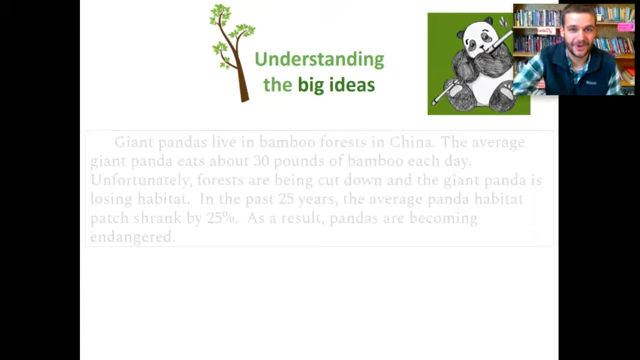 Understanding
the big ideas
Giant pandas live in bamboo forests in China. The average
giant panda eats about 30 pounds of bamboo each day.
Unfortunately, forests are being cut down and the giant panda is
losing habitat. In the past 25 years, the average panda habitat
patch shrank by 25%. As a result, pandas are becoming
endangered.